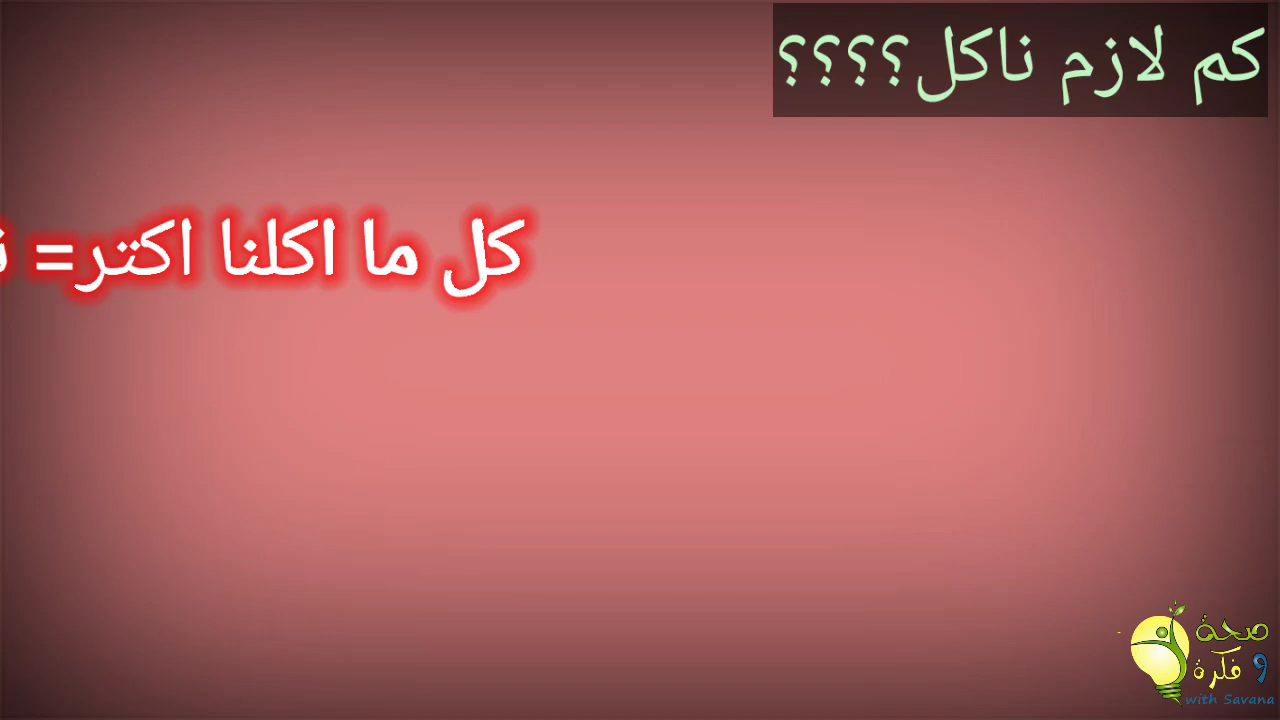 كم لازم ناكل؟؟؟؟
كل ما اكلنا اكتر=
صحة
و فكرة
with Savana